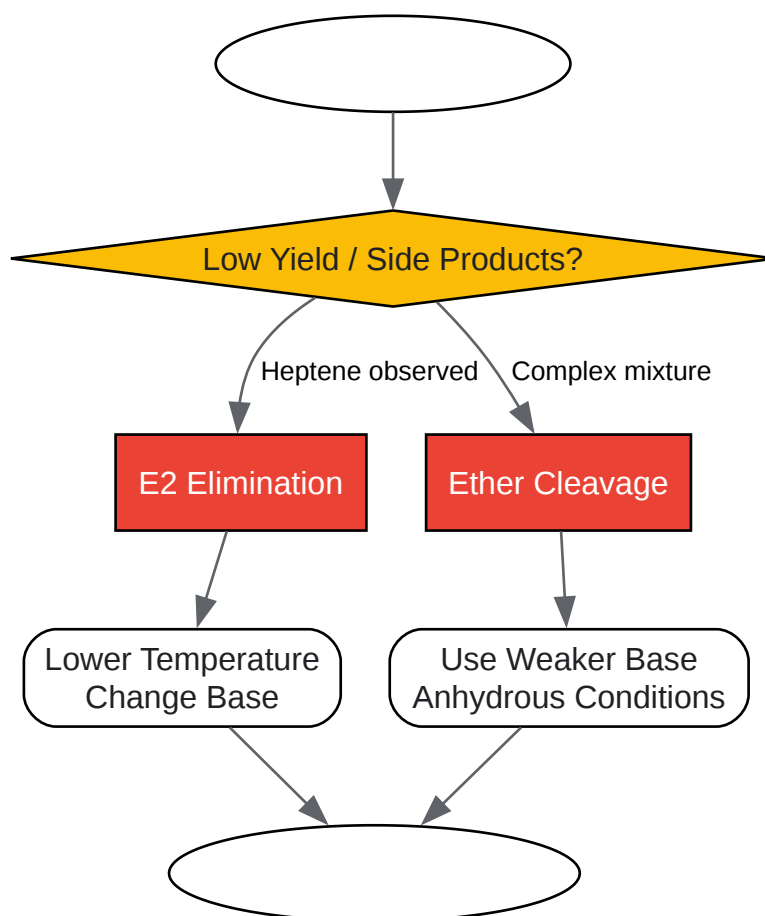 Low Yield / Side Products?
Heptene observed
Complex mixture
E2 Elimination
Ether Cleavage
Lower Temperature
Change Base
Use Weaker Base
Anhydrous Conditions